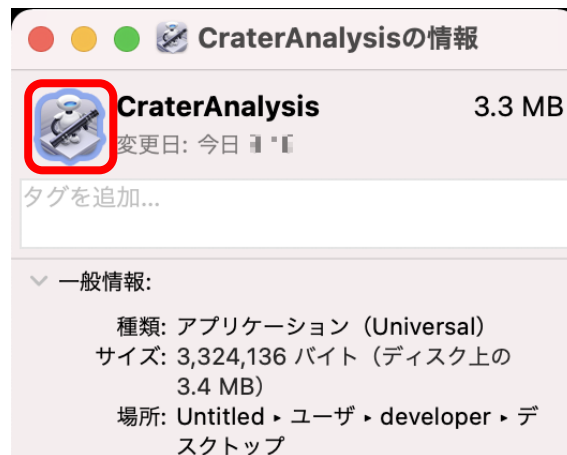 CraterAnalysisの情報
CraterAnalysis 3.3 MB
変更日: 今日
タグを追加...
一般情報:
種類: アプリケーション（Universal）
サイズ: 3,324,136 バイト（ディスク上の
3.4 MB）
場所: Untitled ▸ ユーザ ▸ developer ▸ デ
スクトップ